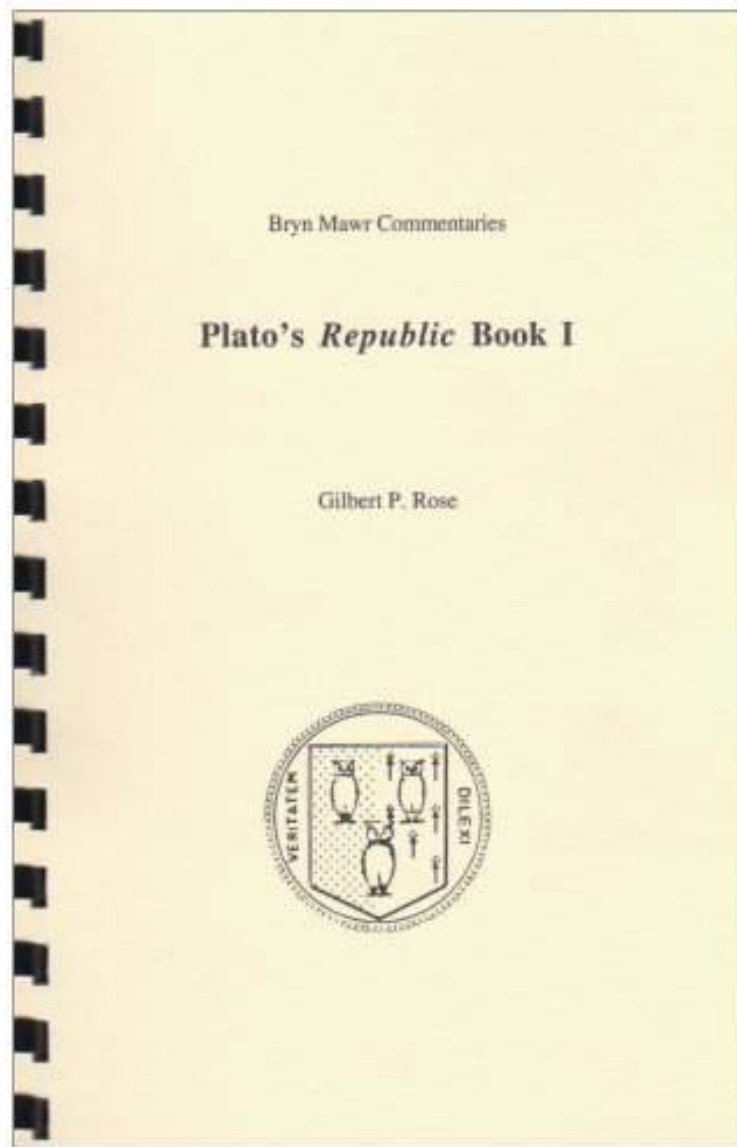 Bryn Mawr Commentaries
Plato's Republic Book I
Gilbert P. Rose
VERITATEM
DILEXI